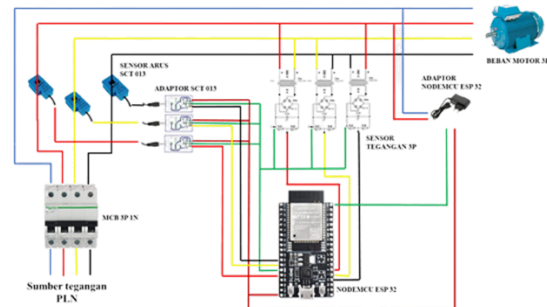 BEBAN MOTOR 3P
SENSOR ARUS
SCT 013
ADAPTOR SCT 013
ADAPTOR
NODEMCU ESP 32
SENSOR
TEGANGAN 3P
MCB 3P 1N
NODEMCU ESP 32
Sumber tegangan
PLN